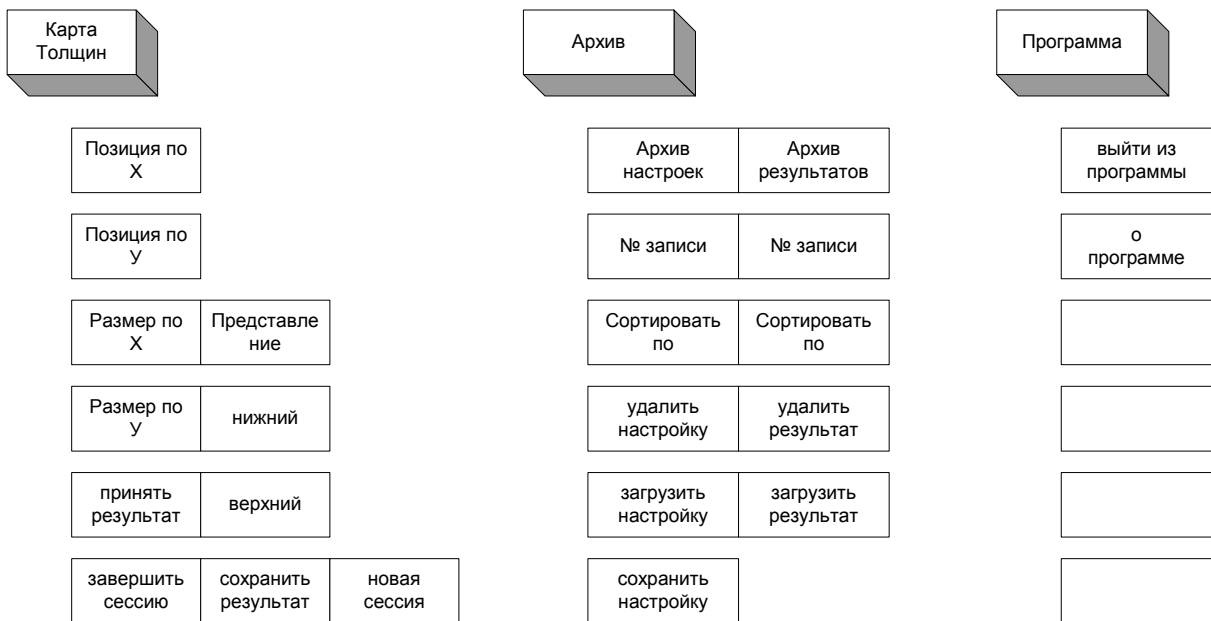 Карта
Толщин
Архив
Программа
Позиция по
Х
Архив
настроек
Архив
результатов
выйти из
программы
Позиция по
У
№ записи
№ записи
о
программе
Размер по
Х
Представле
ние
Сортировать
по
Сортировать
по
Размер по
У
нижний
удалить
настройку
удалить
результат
принять
результат
верхний
загрузить
настройку
загрузить
результат
завершить
сессию
сохранить
результат
новая
сессия
сохранить
настройку